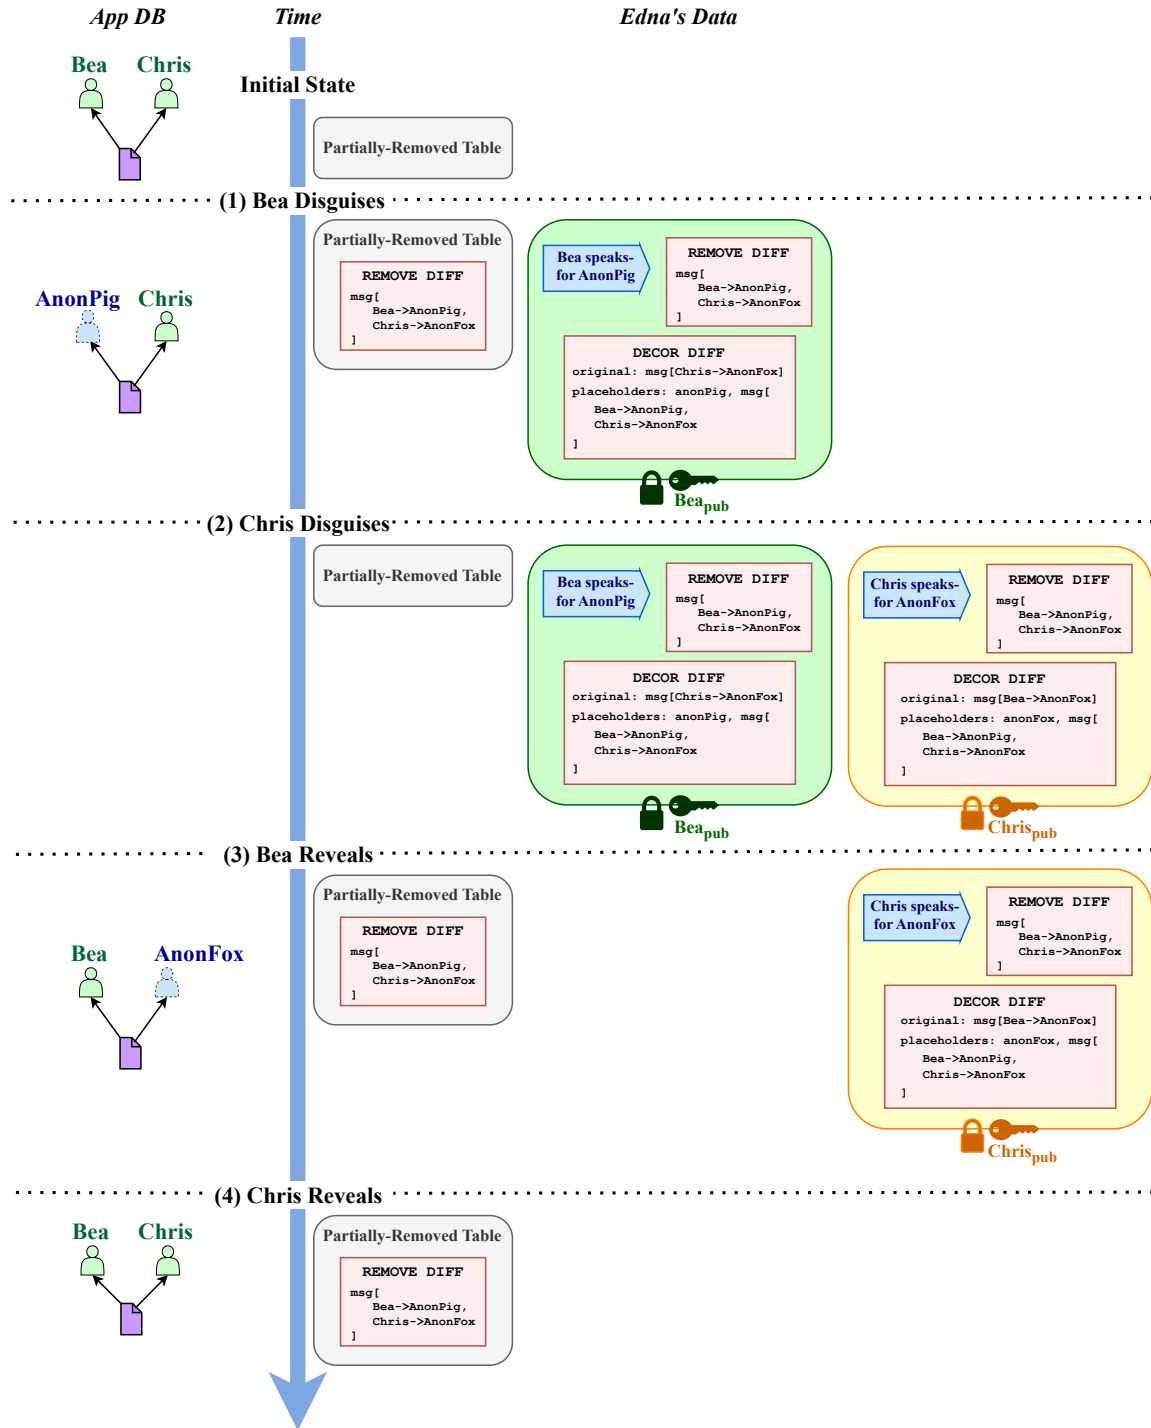 App DB
Time
Edna's Data
Bea
Chris
Initial State
Partially-Removed Table
(1) Bea Disguises
AnonPig
Chris
Partially-Removed Table
REMOVE DIFF
msg[
Bea->AnonPig,
Chris->AnonFox
]
Bea speaks-
for AnonPig
REMOVE DIFF
msg[
Bea->AnonPig,
Chris->AnonFox
]
DECOR DIFF
original: msg[Chris->AnonFox]
placeholders: anonPig, msg[
Bea->AnonPig,
Chris->AnonFox
]
Beapub
(2) Chris Disguises
Partially-Removed Table
Bea speaks-
for AnonPig
REMOVE DIFF
msg[
Bea->AnonPig,
Chris->AnonFox
]
DECOR DIFF
original: msg[Chris->AnonFox]
placeholders: anonPig, msg[
Bea->AnonPig,
Chris->AnonFox
]
Beapub
Chris speaks-
for AnonFox
REMOVE DIFF
msg[
Bea->AnonPig,
Chris->AnonFox
]
DECOR DIFF
original: msg[Bea->AnonFox]
placeholders: anonFox, msg[
Bea->AnonPig,
Chris->AnonFox
]
Chrispub
(3) Bea Reveals
Bea
AnonFox
Partially-Removed Table
REMOVE DIFF
msg[
Bea->AnonPig,
Chris->AnonFox
]
Chris speaks-
for AnonFox
REMOVE DIFF
msg[
Bea->AnonPig,
Chris->AnonFox
]
DECOR DIFF
original: msg[Bea->AnonFox]
placeholders: anonFox, msg[
Bea->AnonPig,
Chris->AnonFox
]
Chrispub
(4) Chris Reveals
Bea
Chris
Partially-Removed Table
REMOVE DIFF
msg[
Bea->AnonPig,
Chris->AnonFox
]